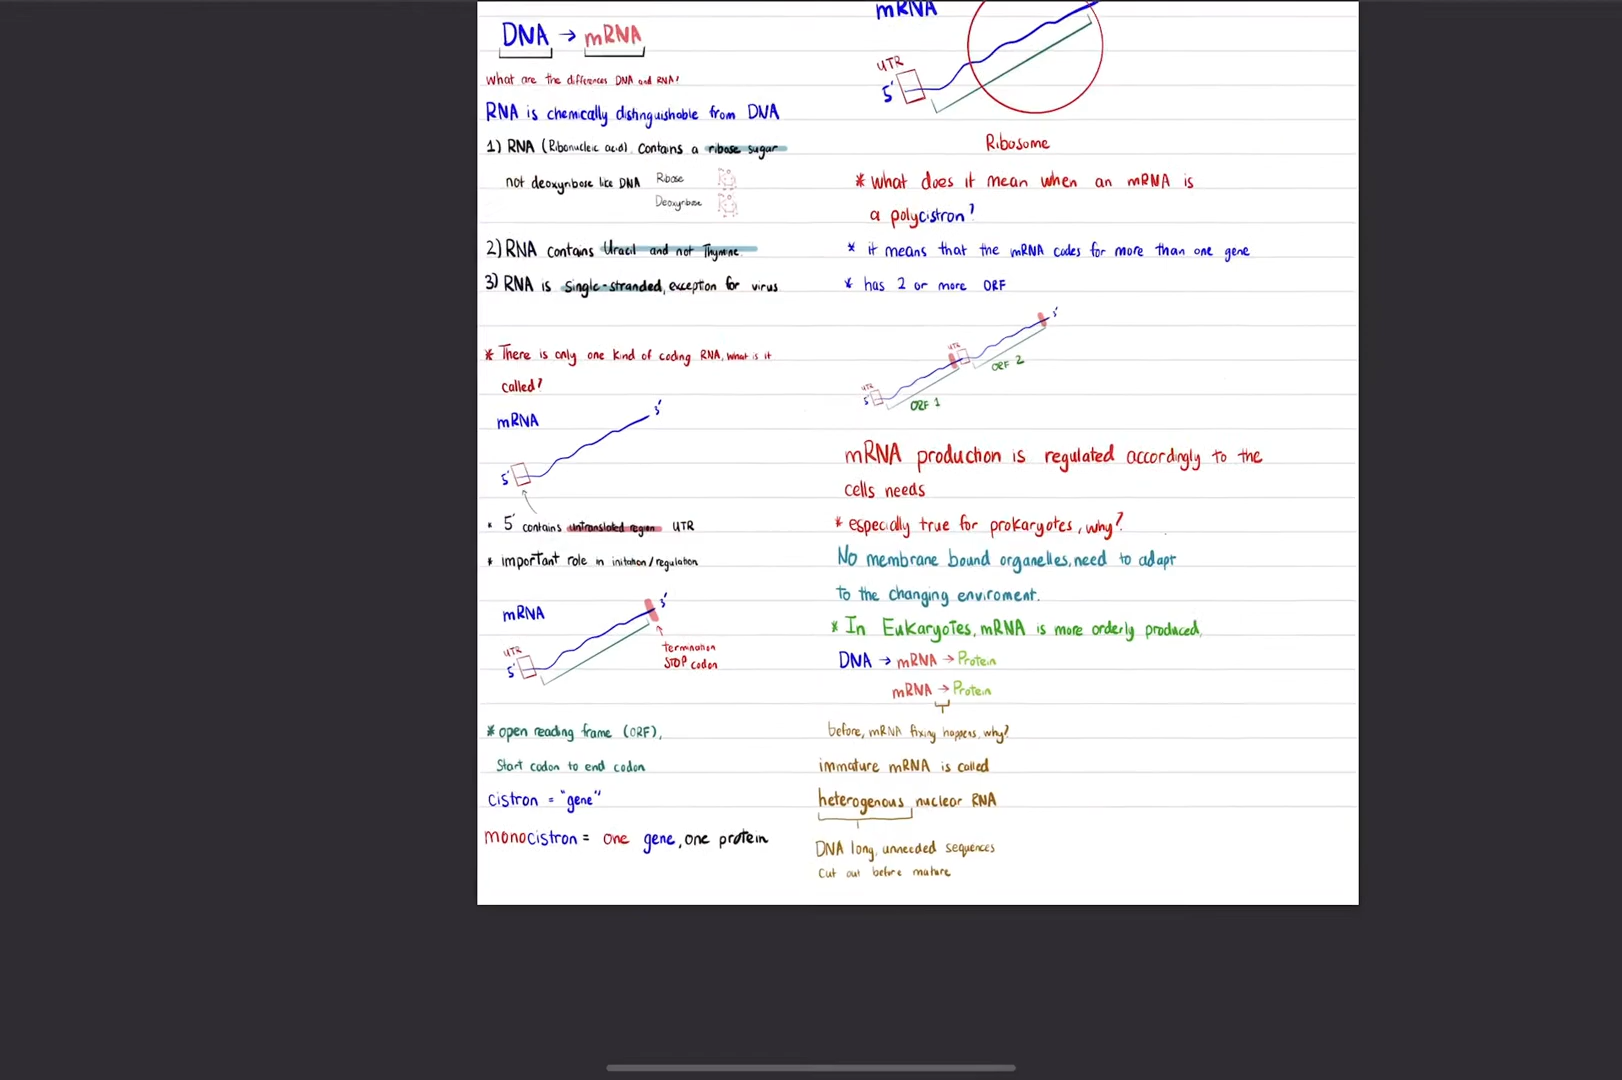 DNA → mRNA
What are the differences DNA and RNA?
RNA is chemically distinguishable from DNA
1) RNA (Ribonucleic acid) contains a ribose sugar
not deoxyribose like DNA
Ribose
Deoxyribose
2) RNA contains Uracil and not Thymine
3) RNA is single-stranded, exception for virus
* There is only one kind of coding RNA, what is it
called?
mRNA
3'
5'
* 5' contains untranslated region UTR
* important role in initation/regulation
mRNA
3'
UTR
5'
Termination
STOP codon
* open reading frame (ORF),
Start codon to end codon
cistron = "gene"
monocistron = one gene, one protein
mRNA
UTR
5'
Ribosome
* what does it mean when an mRNA is
a polycistron?
* it means that the mRNA codes for more than one gene
* has 2 or more ORF
3'
UTR
ORF 2
UTR
5'
ORF 1
mRNA production is regulated accordingly to the
cells needs
* especially true for prokaryotes, why?
No membrane bound organelles, need to adapt
to the changing enviroment.
* In Eukaryotes, mRNA is more orderly produced.
DNA → mRNA → Protein
mRNA → Protein
before, mRNA fixing happens, why?
immature mRNA is called
heterogenous nuclear RNA
DNA long, unneeded sequences
cut out before mature